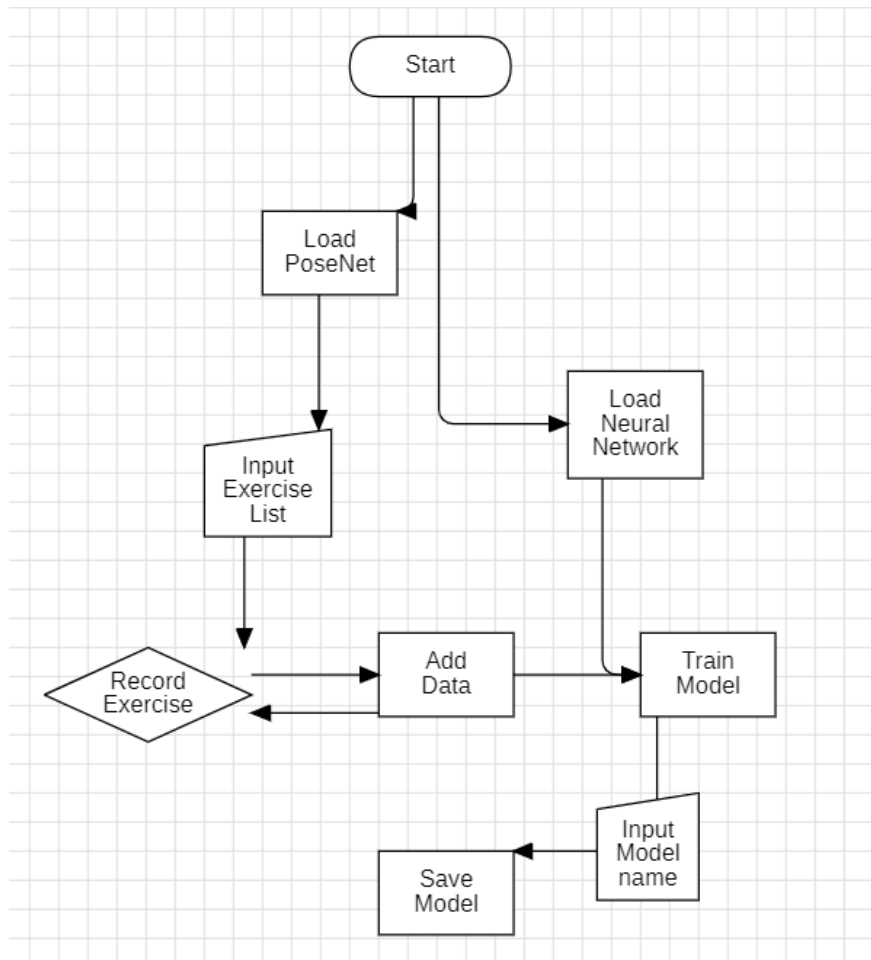 Start
Load
PoseNet
Load
Neural
Network
Input
Exercise
List
Record
Exercise
Add
Data
Train
Model
Input
Model
name
Save
Model